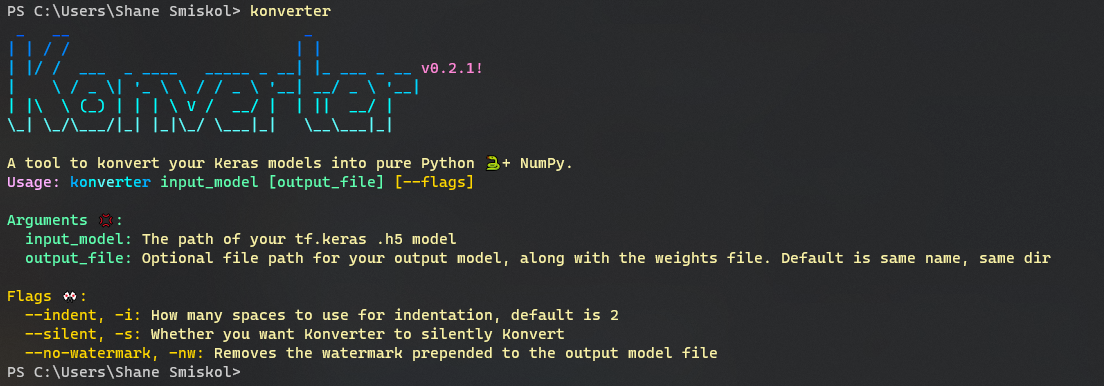 PS C:\Users\Shane Smiskol> konverter
Konverter v0.2.1!
A tool to konvert your Keras models into pure Python 🐍+ NumPy.
Usage: konverter input_model [output_file] [--flags]
Arguments 💢:
input_model: The path of your tf.keras .h5 model
output_file: Optional file path for your output model, along with the weights file. Default is same name, same dir
Flags 🎌:
--indent, -i: How many spaces to use for indentation, default is 2
--silent, -s: Whether you want Konverter to silently Konvert
--no-watermark, -nw: Removes the watermark prepended to the output model file
PS C:\Users\Shane Smiskol>